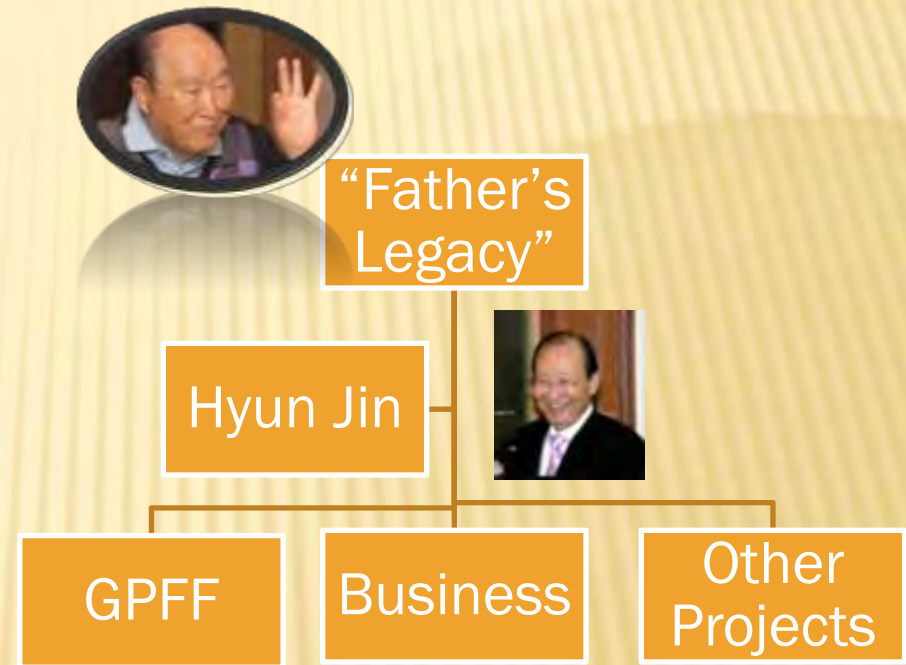 “Father’s
Legacy”
Hyun Jin
GPFF
Business
Other
Projects